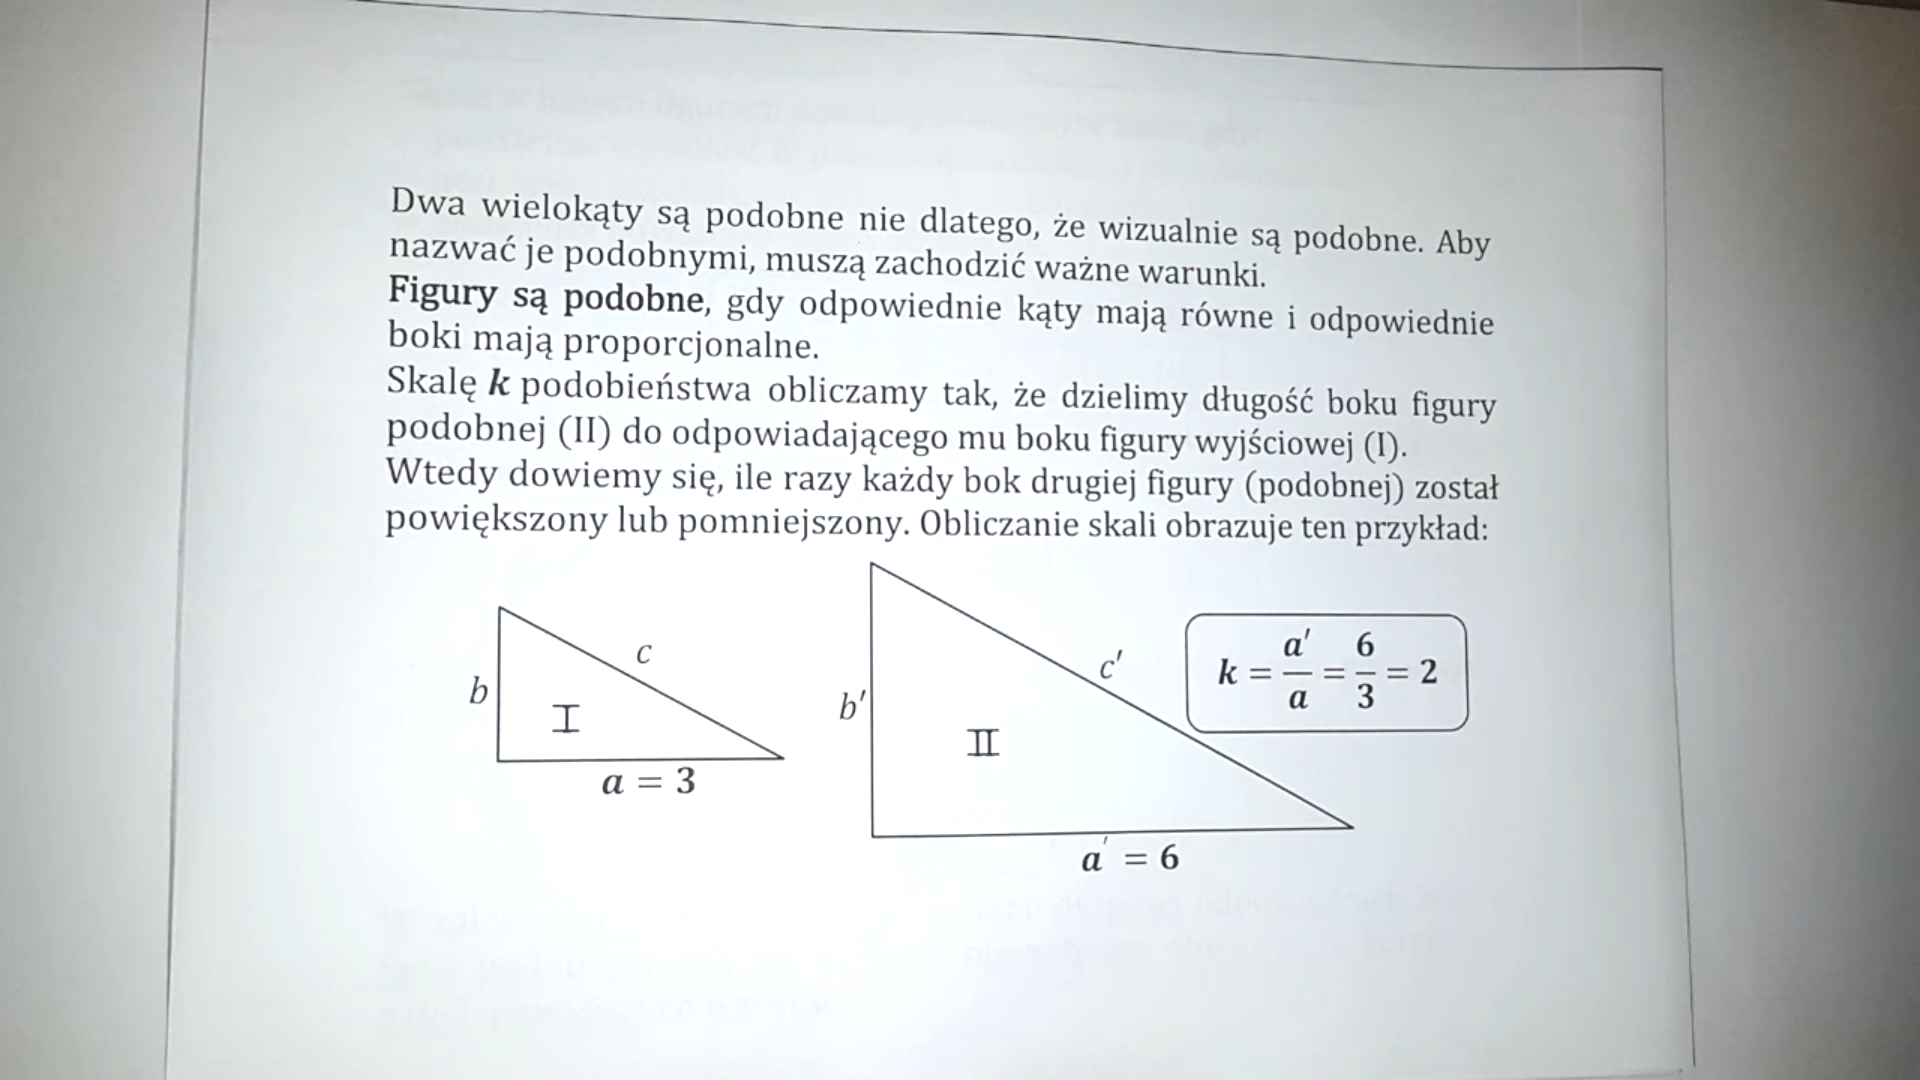 Dwa wielokąty są podobne nie dlatego, że wizualnie są podobne. Aby
nazwać je podobnymi, muszą zachodzić ważne warunki.
Figury są podobne, gdy odpowiednie kąty mają równe i odpowiednie
boki mają proporcjonalne.
Skalę k podobieństwa obliczamy tak, że dzielimy długość boku figury
podobnej (II) do odpowiadającego mu boku figury wyjściowej (I).
Wtedy dowiemy się, ile razy każdy bok drugiej figury (podobnej) został
powiększony lub pomniejszony. Obliczanie skali obrazuje ten przykład:
b
c
I
a = 3
b'
c'
II
a' = 6
k = a'/a = 6/3 = 2